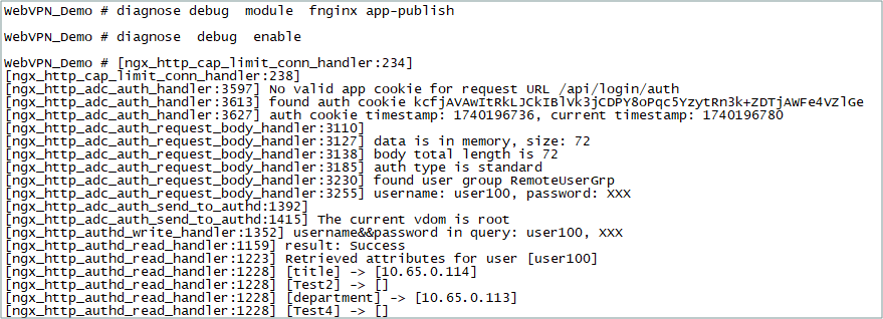 WebVPN_Demo # diagnose debug  module  fnginx app-publish
WebVPN_Demo # diagnose  debug  enable
WebVPN_Demo # [ngx_http_cap_limit_conn_handler:234]
[ngx_http_cap_limit_conn_handler:238]
[ngx_http_adc_auth_handler:3597] No valid app cookie for request URL /api/login/auth
[ngx_http_adc_auth_handler:3613] found auth cookie kcfjAVAwItRkLJCkIBlVk3jCDPY8oPqc5YzytRn3k+ZDTjAWFe4VZlGe
[ngx_http_adc_auth_handler:3627] auth cookie timestamp: 1740196736, current timestamp: 1740196780
[ngx_http_adc_auth_request_body_handler:3110]
[ngx_http_adc_auth_request_body_handler:3127] data is in memory, size: 72
[ngx_http_adc_auth_request_body_handler:3138] body total length is 72
[ngx_http_adc_auth_request_body_handler:3185] auth type is standard
[ngx_http_adc_auth_request_body_handler:3230] found user group RemoteUserGrp
[ngx_http_adc_auth_request_body_handler:3255] username: user100, password: XXX
[ngx_http_adc_auth_send_to_authd:1392]
[ngx_http_adc_auth_send_to_authd:1415] The current vdom is root
[ngx_http_authd_write_handler:1352] username&&password in query: user100, XXX
[ngx_http_authd_read_handler:1159] result: Success
[ngx_http_authd_read_handler:1223] Retrieved attributes for user [user100]
[ngx_http_authd_read_handler:1228] [title] -> [10.65.0.114]
[ngx_http_authd_read_handler:1228] [Test2] -> []
[ngx_http_authd_read_handler:1228] [department] -> [10.65.0.113]
[ngx_http_authd_read_handler:1228] [Test4] -> []